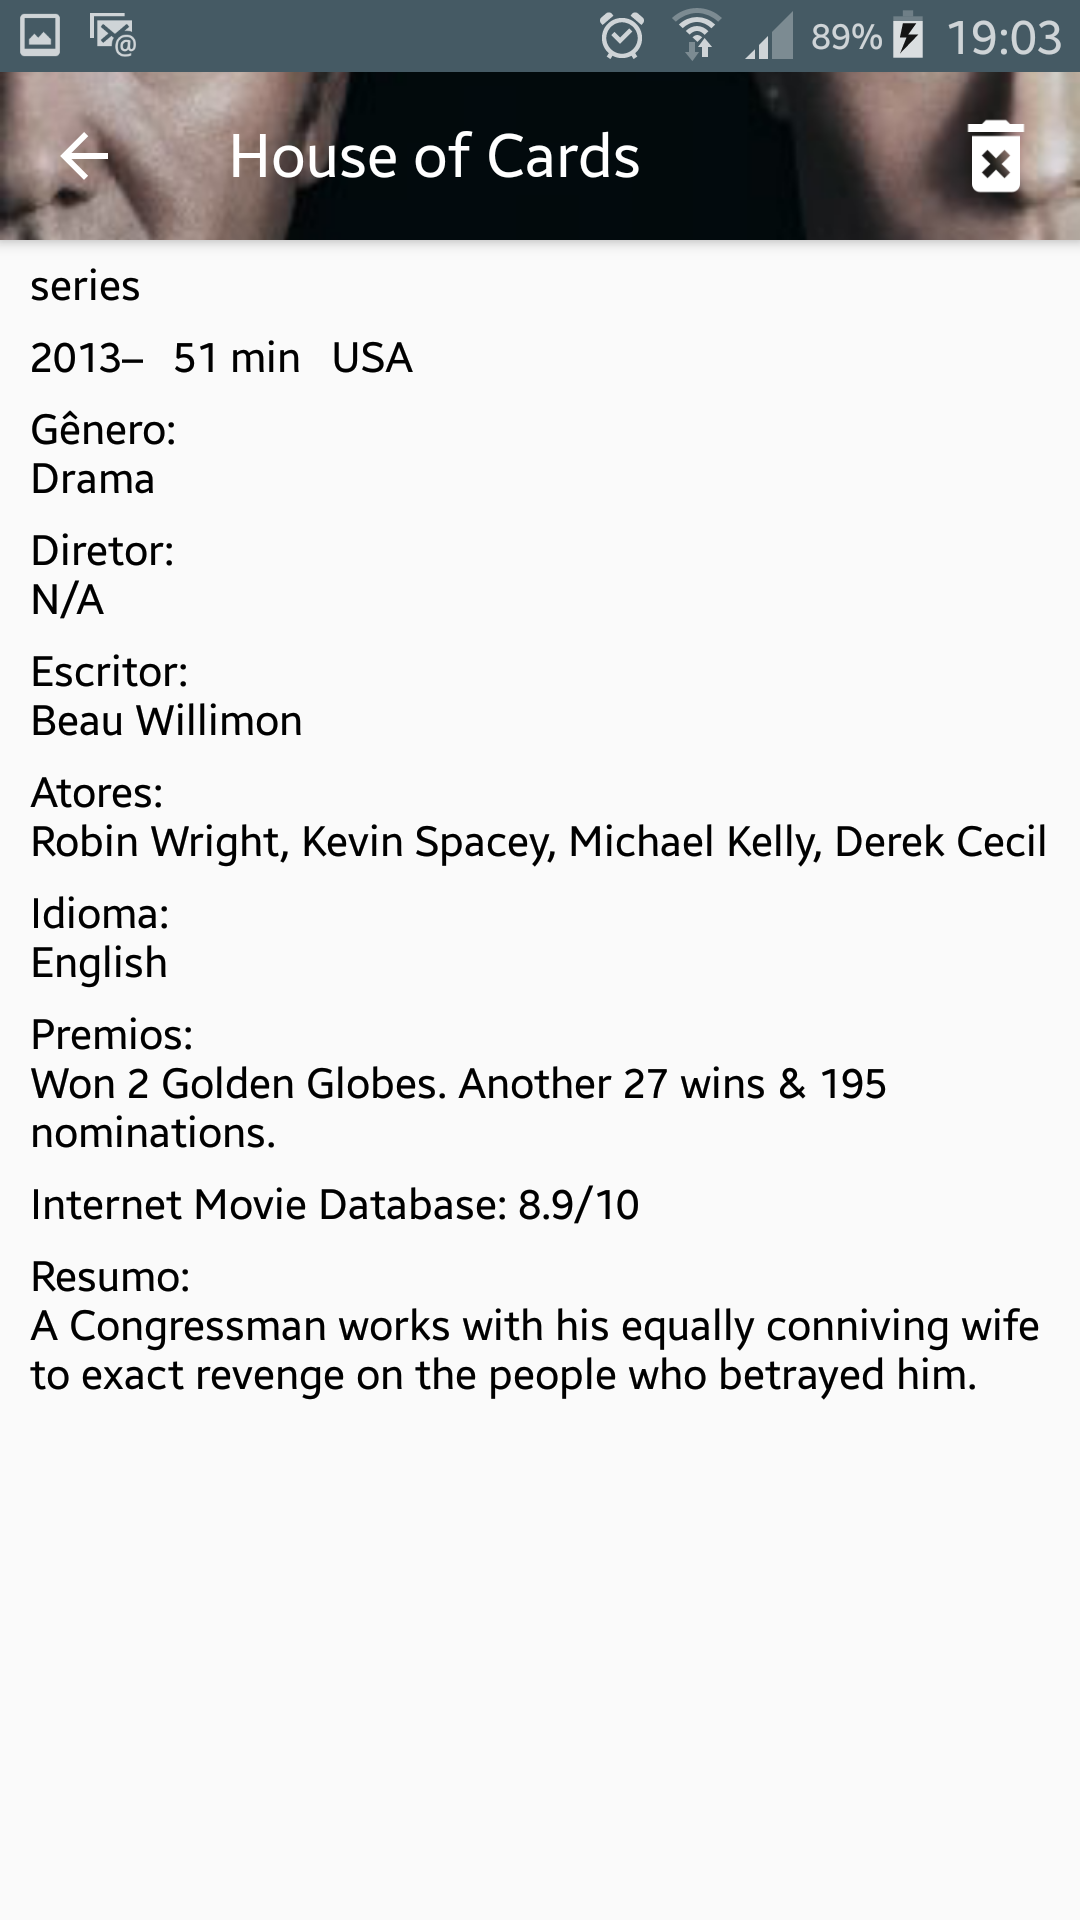 89% 19:03
House of Cards
series
2013– 51 min USA
Gênero:
Drama
Diretor:
N/A
Escritor:
Beau Willimon
Atores:
Robin Wright, Kevin Spacey, Michael Kelly, Derek Cecil
Idioma:
English
Premios:
Won 2 Golden Globes. Another 27 wins & 195
nominations.
Internet Movie Database: 8.9/10
Resumo:
A Congressman works with his equally conniving wife
to exact revenge on the people who betrayed him.